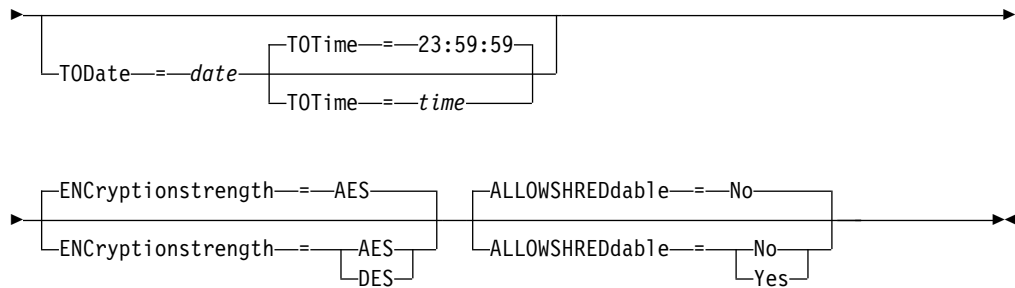 TOTime = 23:59:59
TODate = date
TOTime = time
ENCryptionstrength = AES
ALLOWSHREDdable = No
ENCryptionstrength = AES
ALLOWSHREDdable = No
DES
Yes